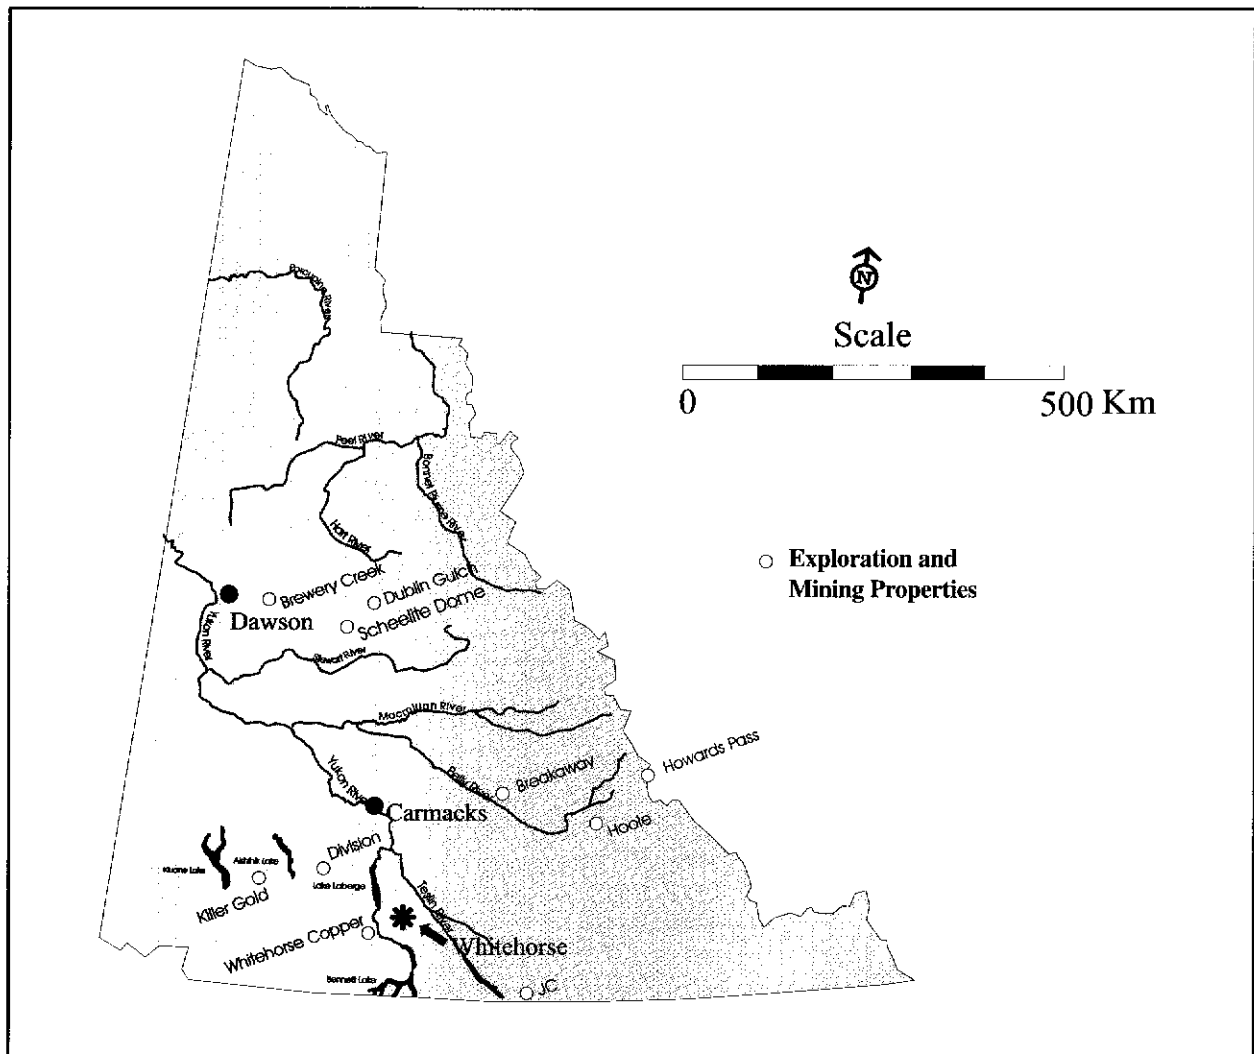 Porcupine River
N
Scale
0
500 Km
Peel River
Bonnet Plume River
Hart River
Exploration and
Mining Properties
Brewery Creek
Dublin Gulch
Dawson
Scheelite Dome
Yukon River
Stewart River
Macmillan River
Howards Pass
Yukon River
Pelly River
Breakaway
Carmacks
Hoole
Division
Kluane Lake
Aishihik Lake
Lake Laberge
Killer Gold
Teslin River
Whitehorse Copper
Whitehorse
Bennett Lake
JC